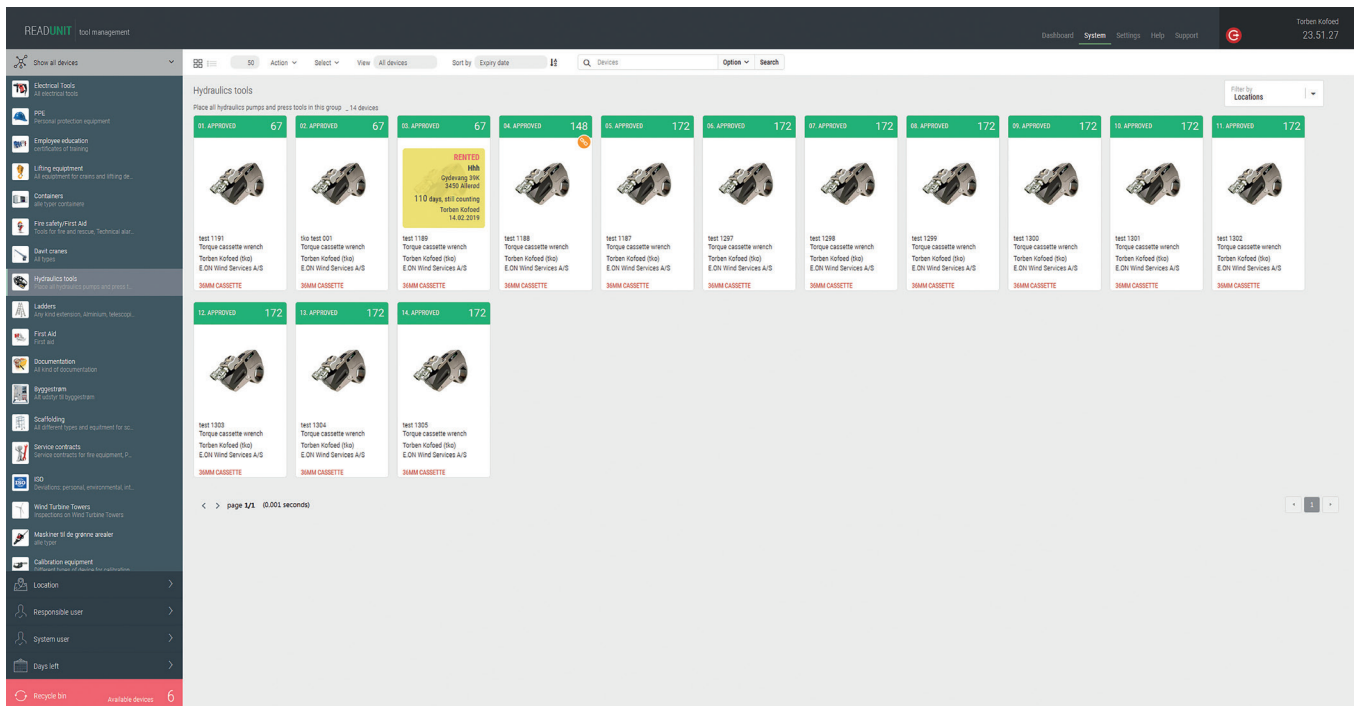 READUNIT tool management
Dashboard System Settings Help Support
Torben Kofoed
23.51.27
Show all devices
50 Action Select View All devices Sort by Expiry date Devices Option Search
Electrical Tools
All electrical tools
PPE
Personal protection equipment
Employee education
certificates of training
Lifting equiptment
All equiptment for crains and lifting de...
Containers
alle typer containere
Fire safety/First Aid
Tools for fire and rescue, Technical alar...
Davit cranes
All types
Hydraulics tools
Place all hydraulics pumps and press t...
Ladders
Any kind extension, Alminium, telescopi...
First Aid
First aid
Documentation
All kind of documentation
Byggestrøm
Alt udstyr til byggestrøm
Scaffolding
All different types and equitment for sc...
Service contracts
Service contracts for fire equipment, P...
ISO
ISO
Deviations: personal, environmental, int...
Wind Turbine Towers
Inspections on Wind Turbine Towers
Maskiner til de grønne arealer
alle typer
Calibration equipment
Different types of device for calibration
Location
Responsible user
System user
Days left
Recycle bin Available devices 6
Hydraulics tools
Place all hydraulics pumps and press tools in this group _ 14 devices
Filter by
Locations
01. APPROVED 67
test 1191
Torque cassette wrench
Torben Kofoed (tko)
E.ON Wind Services A/S
36MM CASSETTE
02. APPROVED 67
tko test 001
Torque cassette wrench
Torben Kofoed (tko)
E.ON Wind Services A/S
36MM CASSETTE
03. APPROVED 67
RENTED
Hhh
Gydevang 39K
3450 Allerød
110 days, still counting
Torben Kofoed
14.02.2019
test 1189
Torque cassette wrench
Torben Kofoed (tko)
E.ON Wind Services A/S
36MM CASSETTE
04. APPROVED 148
test 1188
Torque cassette wrench
Torben Kofoed (tko)
E.ON Wind Services A/S
36MM CASSETTE
05. APPROVED 172
test 1187
Torque cassette wrench
Torben Kofoed (tko)
E.ON Wind Services A/S
36MM CASSETTE
06. APPROVED 172
test 1297
Torque cassette wrench
Torben Kofoed (tko)
E.ON Wind Services A/S
36MM CASSETTE
07. APPROVED 172
test 1298
Torque cassette wrench
Torben Kofoed (tko)
E.ON Wind Services A/S
36MM CASSETTE
08. APPROVED 172
test 1299
Torque cassette wrench
Torben Kofoed (tko)
E.ON Wind Services A/S
36MM CASSETTE
09. APPROVED 172
test 1300
Torque cassette wrench
Torben Kofoed (tko)
E.ON Wind Services A/S
36MM CASSETTE
10. APPROVED 172
test 1301
Torque cassette wrench
Torben Kofoed (tko)
E.ON Wind Services A/S
36MM CASSETTE
11. APPROVED 172
test 1302
Torque cassette wrench
Torben Kofoed (tko)
E.ON Wind Services A/S
36MM CASSETTE
12. APPROVED 172
test 1303
Torque cassette wrench
Torben Kofoed (tko)
E.ON Wind Services A/S
36MM CASSETTE
13. APPROVED 172
test 1304
Torque cassette wrench
Torben Kofoed (tko)
E.ON Wind Services A/S
36MM CASSETTE
14. APPROVED 172
test 1305
Torque cassette wrench
Torben Kofoed (tko)
E.ON Wind Services A/S
36MM CASSETTE
page 1/1 (0.001 seconds)
1